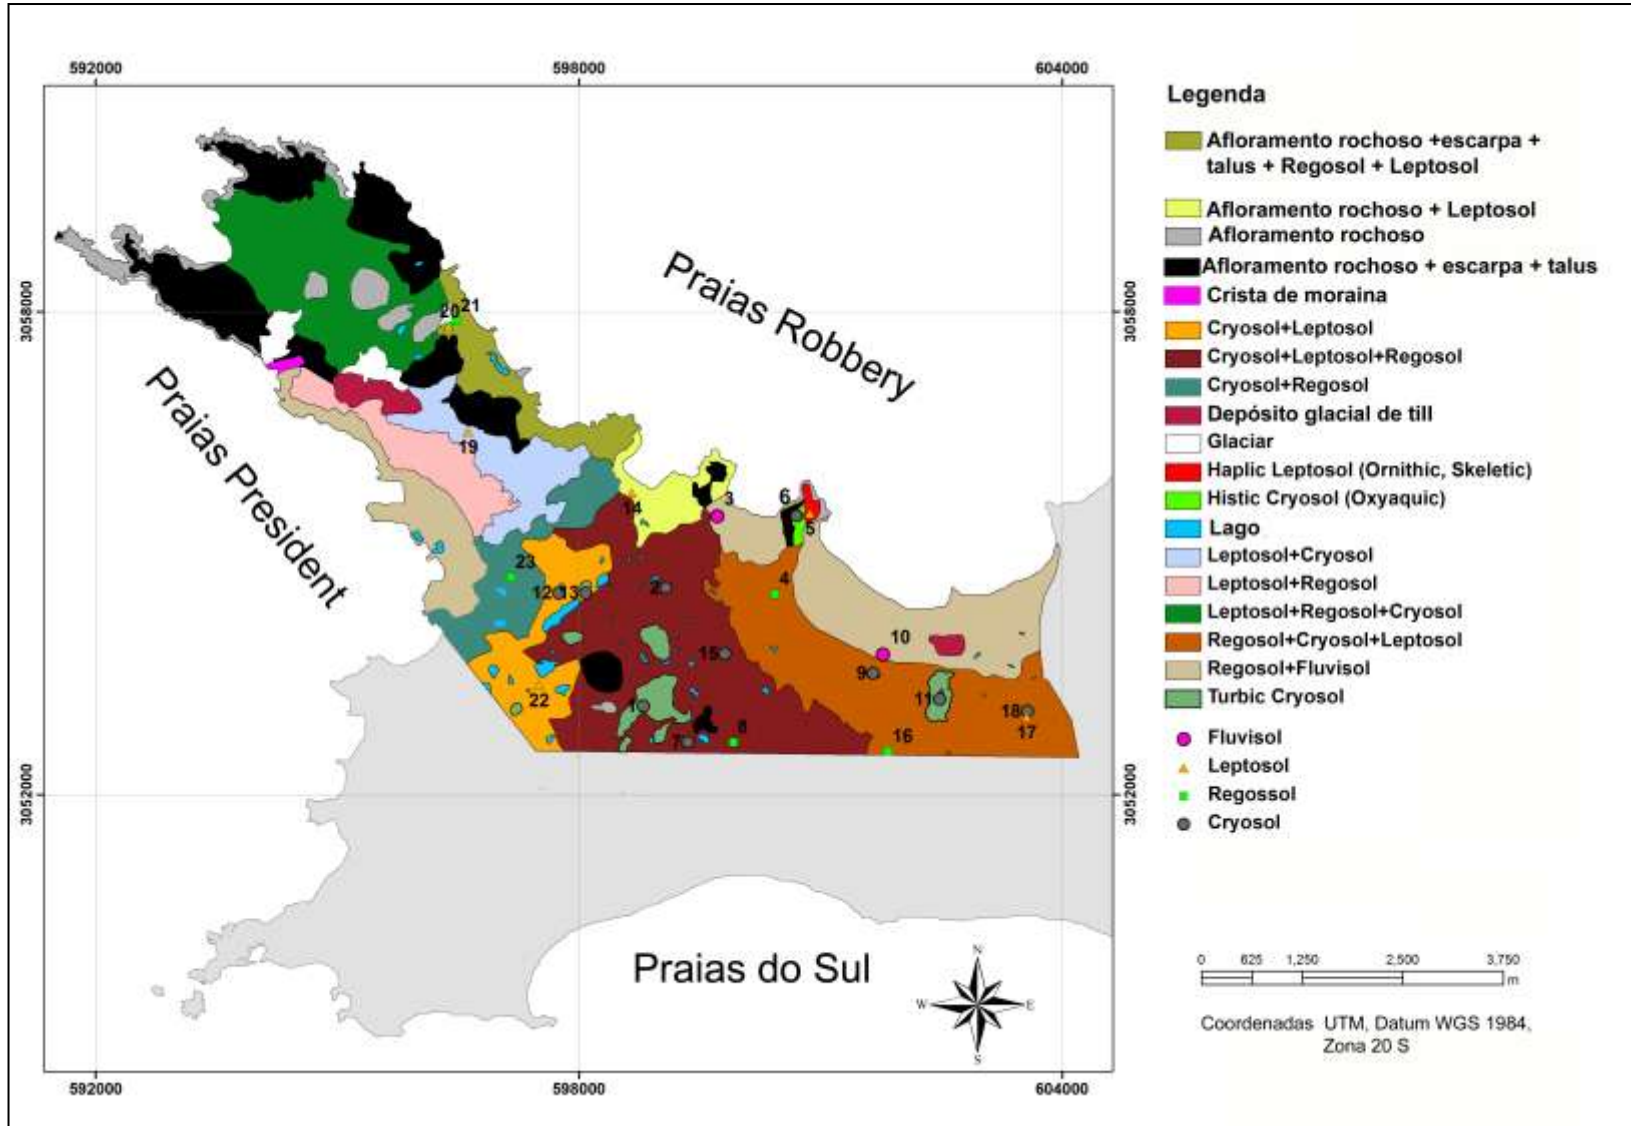 592000
598000
604000
3058000
3058000
3052000
3052000
592000
598000
604000
Praias Robbery
Praias President
Praias do Sul
20
21
19
14
3
6
5
23
12
13
2
4
15
10
9
22
1
11
18
17
7
8
16
N
W
E
S
Legenda
Afloramento rochoso +escarpa +
talus + Regosol + Leptosol
Afloramento rochoso + Leptosol
Afloramento rochoso
Afloramento rochoso + escarpa + talus
Crista de moraina
Cryosol+Leptosol
Cryosol+Leptosol+Regosol
Cryosol+Regosol
Depósito glacial de till
Glaciar
Haplic Leptosol (Ornithic, Skeletic)
Histic Cryosol (Oxyaquic)
Lago
Leptosol+Cryosol
Leptosol+Regosol
Leptosol+Regosol+Cryosol
Regosol+Cryosol+Leptosol
Regosol+Fluvisol
Turbic Cryosol
Fluvisol
Leptosol
Regossol
Cryosol
0 625 1,250 2,500 3,750
m
Coordenadas UTM, Datum WGS 1984,
Zona 20 S